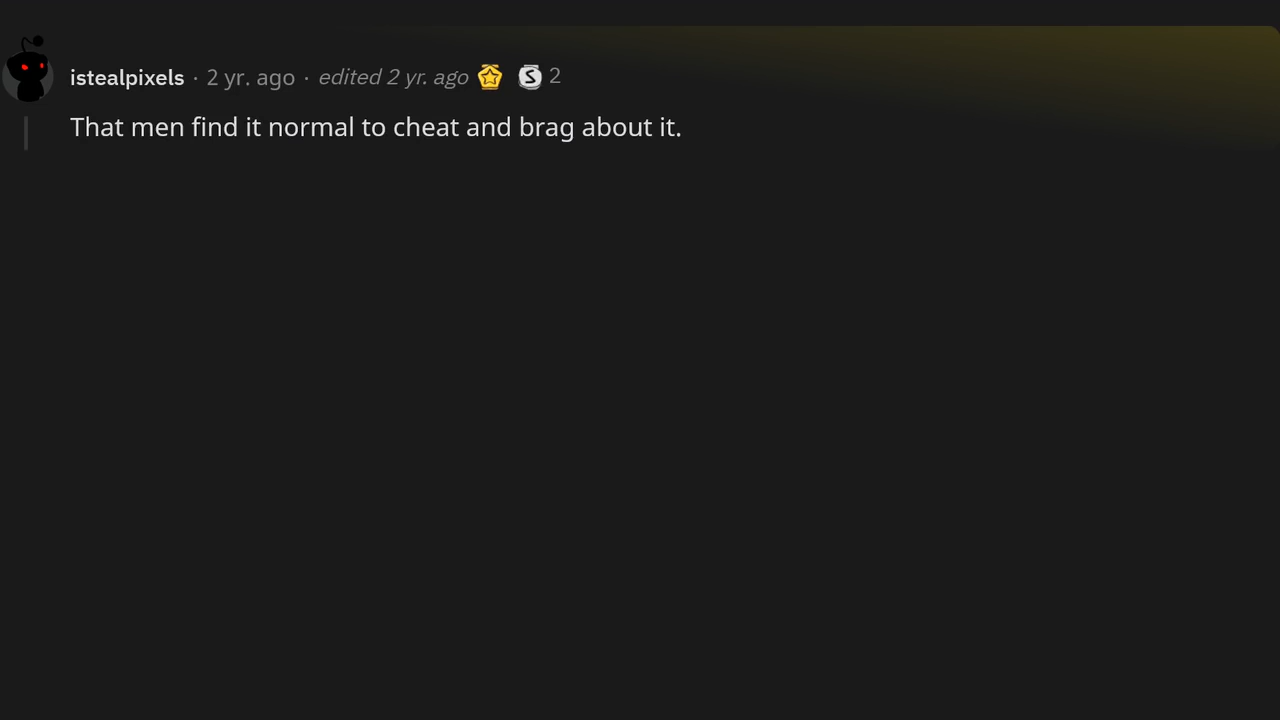 istealpixels · 2 yr. ago · edited 2 yr. ago S 2
That men find it normal to cheat and brag about it.